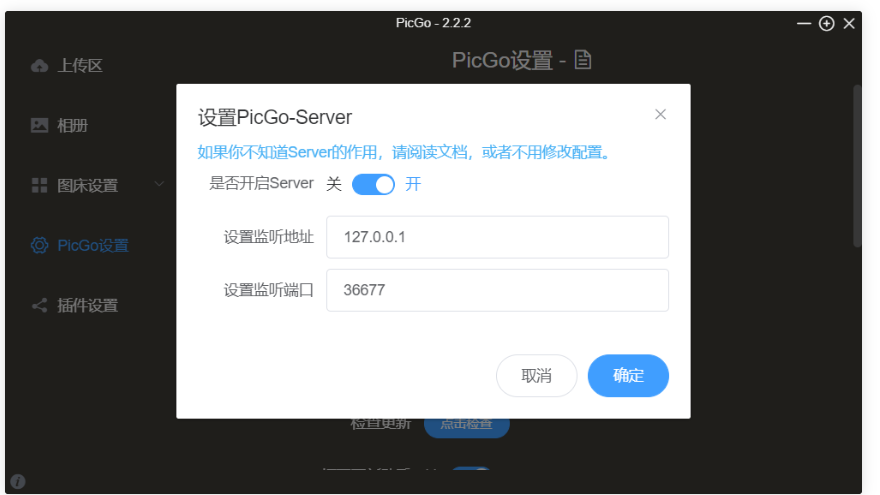 PicGo - 2.2.2
上传区
PicGo设置 -
相册
图床设置
PicGo设置
插件设置
设置PicGo-Server
如果你不知道Server的作用，请阅读文档，或者不用修改配置。
是否开启Server 关 开
设置监听地址 127.0.0.1
设置监听端口 36677
取消 确定
检查更新 点击检查